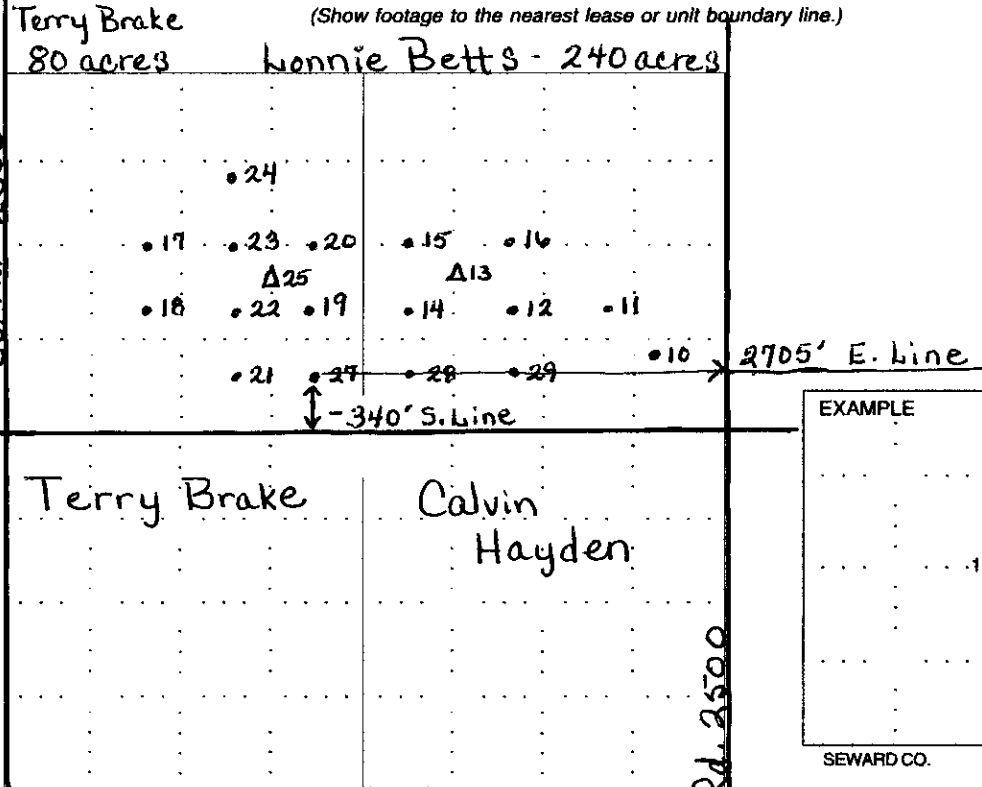 Terry Brake
(Show footage to the nearest lease or unit boundary line.)
80 acres
Lonnie Betts - 240 acres
• 24
• 17 • 23 • 20 • 15 • 16
Δ25 Δ13
• 18 • 22 • 19 • 14 • 12 • 11
• 10 2705' E. Line
• 21 • 27 • 28 • 29
- 340' S. Line
EXAMPLE
Terry Brake
Calvin
Hayden
Rd. 2500
SEWARD CO.